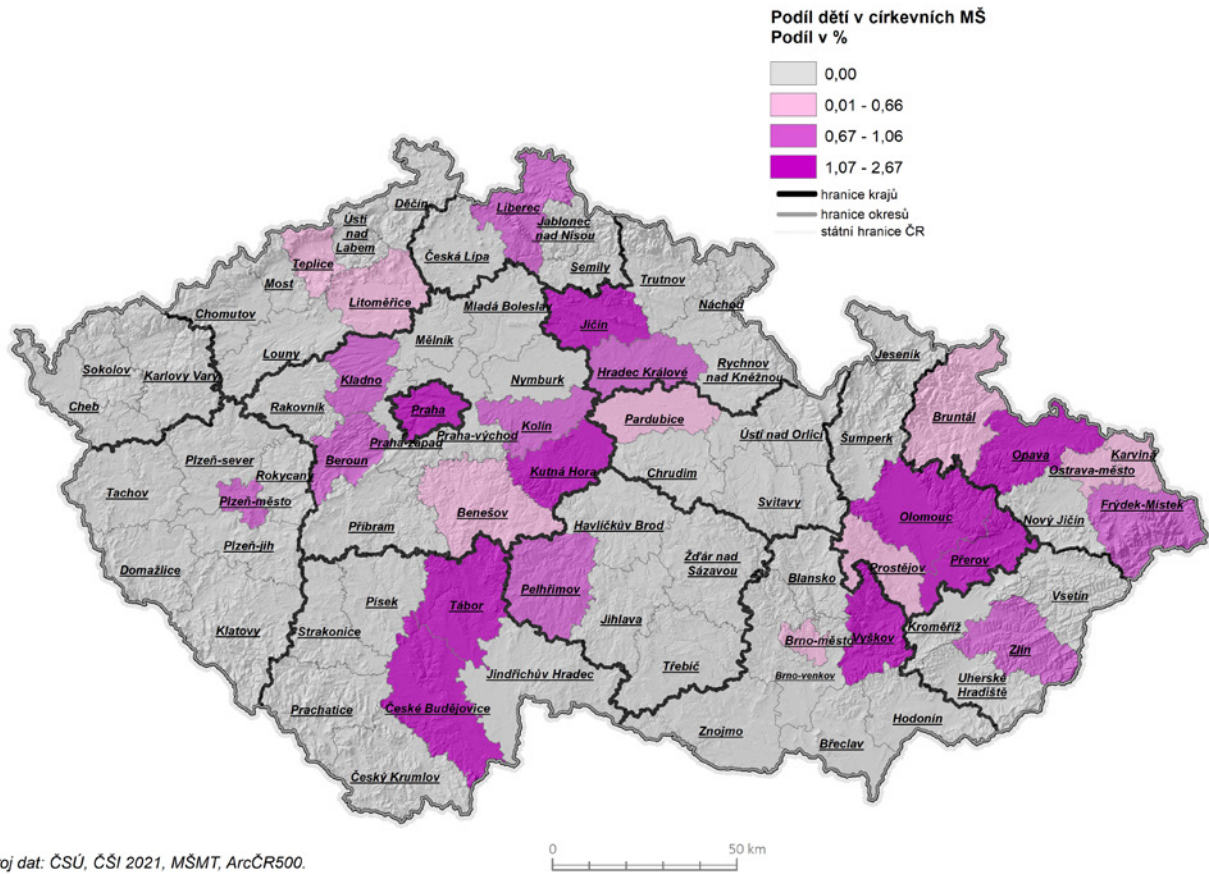 Podíl dětí v církevních MŠ
Podíl v %
0,00
0,01 - 0,66
0,67 - 1,06
1,07 - 2,67
hranice krajů
hranice okresů
státní hranice ČR
Děčín
Ústí
nad
Labem
Liberec
Jablonec
nad Nisou
Teplice
Česká Lípa
Semily
Trutnov
Most
Litoměřice
Mladá Boleslav
Náchod
Chomutov
Jičín
Mělník
Louny
Jeseník
Sokolov
Karlovy Vary
Kladno
Nymburk
Hradec Králové
Rychnov
nad Kněžnou
Cheb
Rakovník
Praha
Pardubice
Bruntál
Kolín
Praha-západ
Praha-východ
Ústí nad Orlicí
Šumperk
Plzeň-sever
Beroun
Opava
Karviná
Rokycany
Kutná Hora
Chrudim
Ostrava-město
Tachov
Plzeň-město
Svitavy
Frýdek-Místek
Benešov
Olomouc
Příbram
Havlíčkův Brod
Nový Jičín
Plzeň-jih
Žďár nad
Sázavou
Přerov
Domažlice
Prostějov
Blansko
Pelhřimov
Vsetín
Písek
Tábor
Klatovy
Strakonice
Jihlava
Kroměříž
Brno-město
Vyškov
Zlín
Třebíč
Jindřichův Hradec
Brno-venkov
Uherské
Hradiště
Prachatice
České Budějovice
Hodonín
Znojmo
Břeclav
Český Krumlov
roj dat: ČSÚ, ČŠI 2021, MŠMT, ArcČR500.
0 50 km